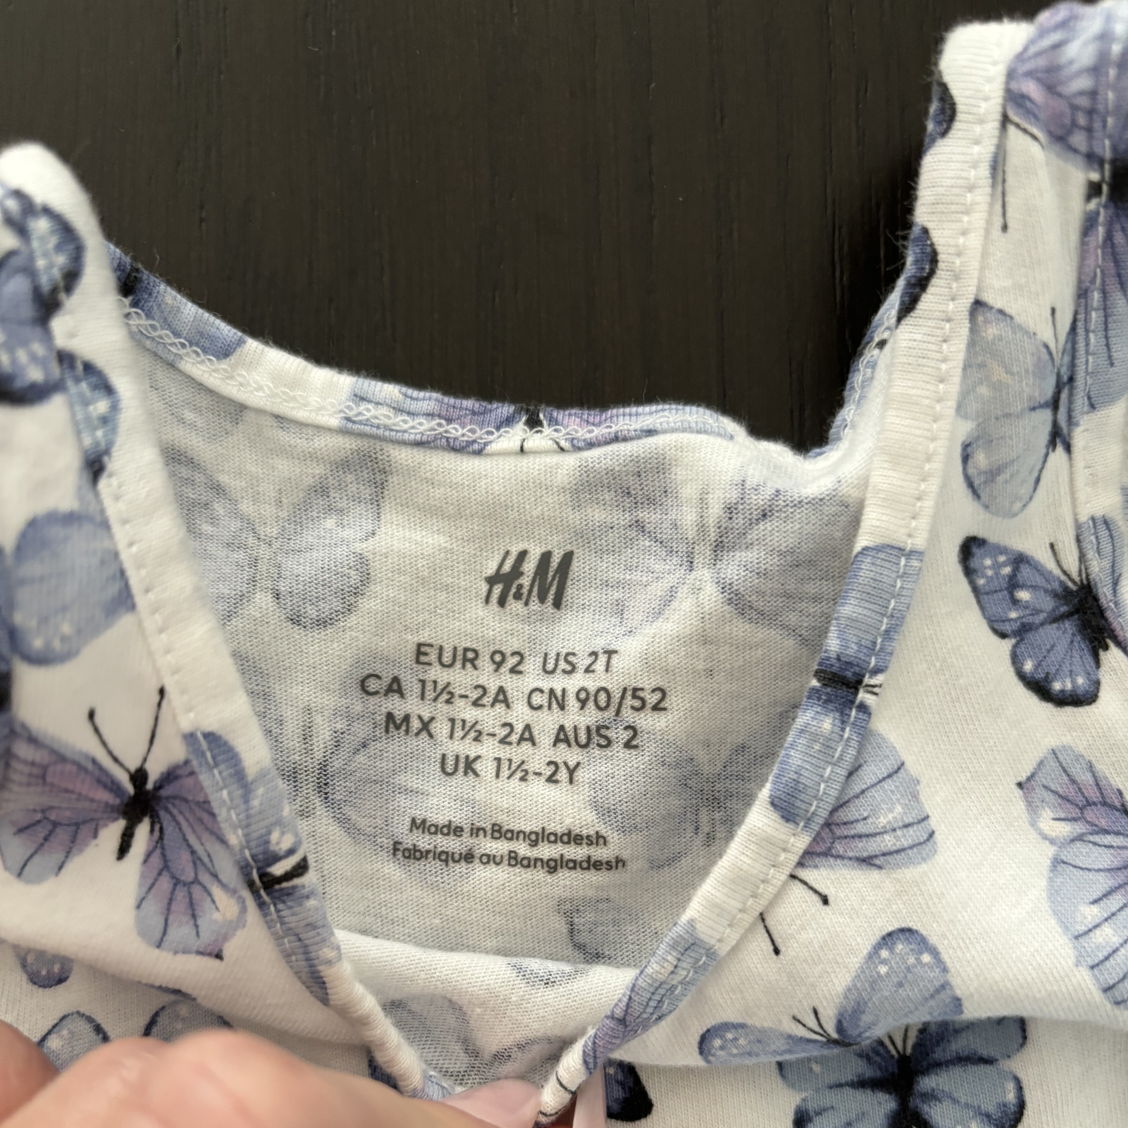 H&M
EUR 92 US 2T
CA 1½-2A CN 90/52
MX 1½-2A AUS 2
UK 1½-2Y
Made in Bangladesh
Fabriqué au Bangladesh